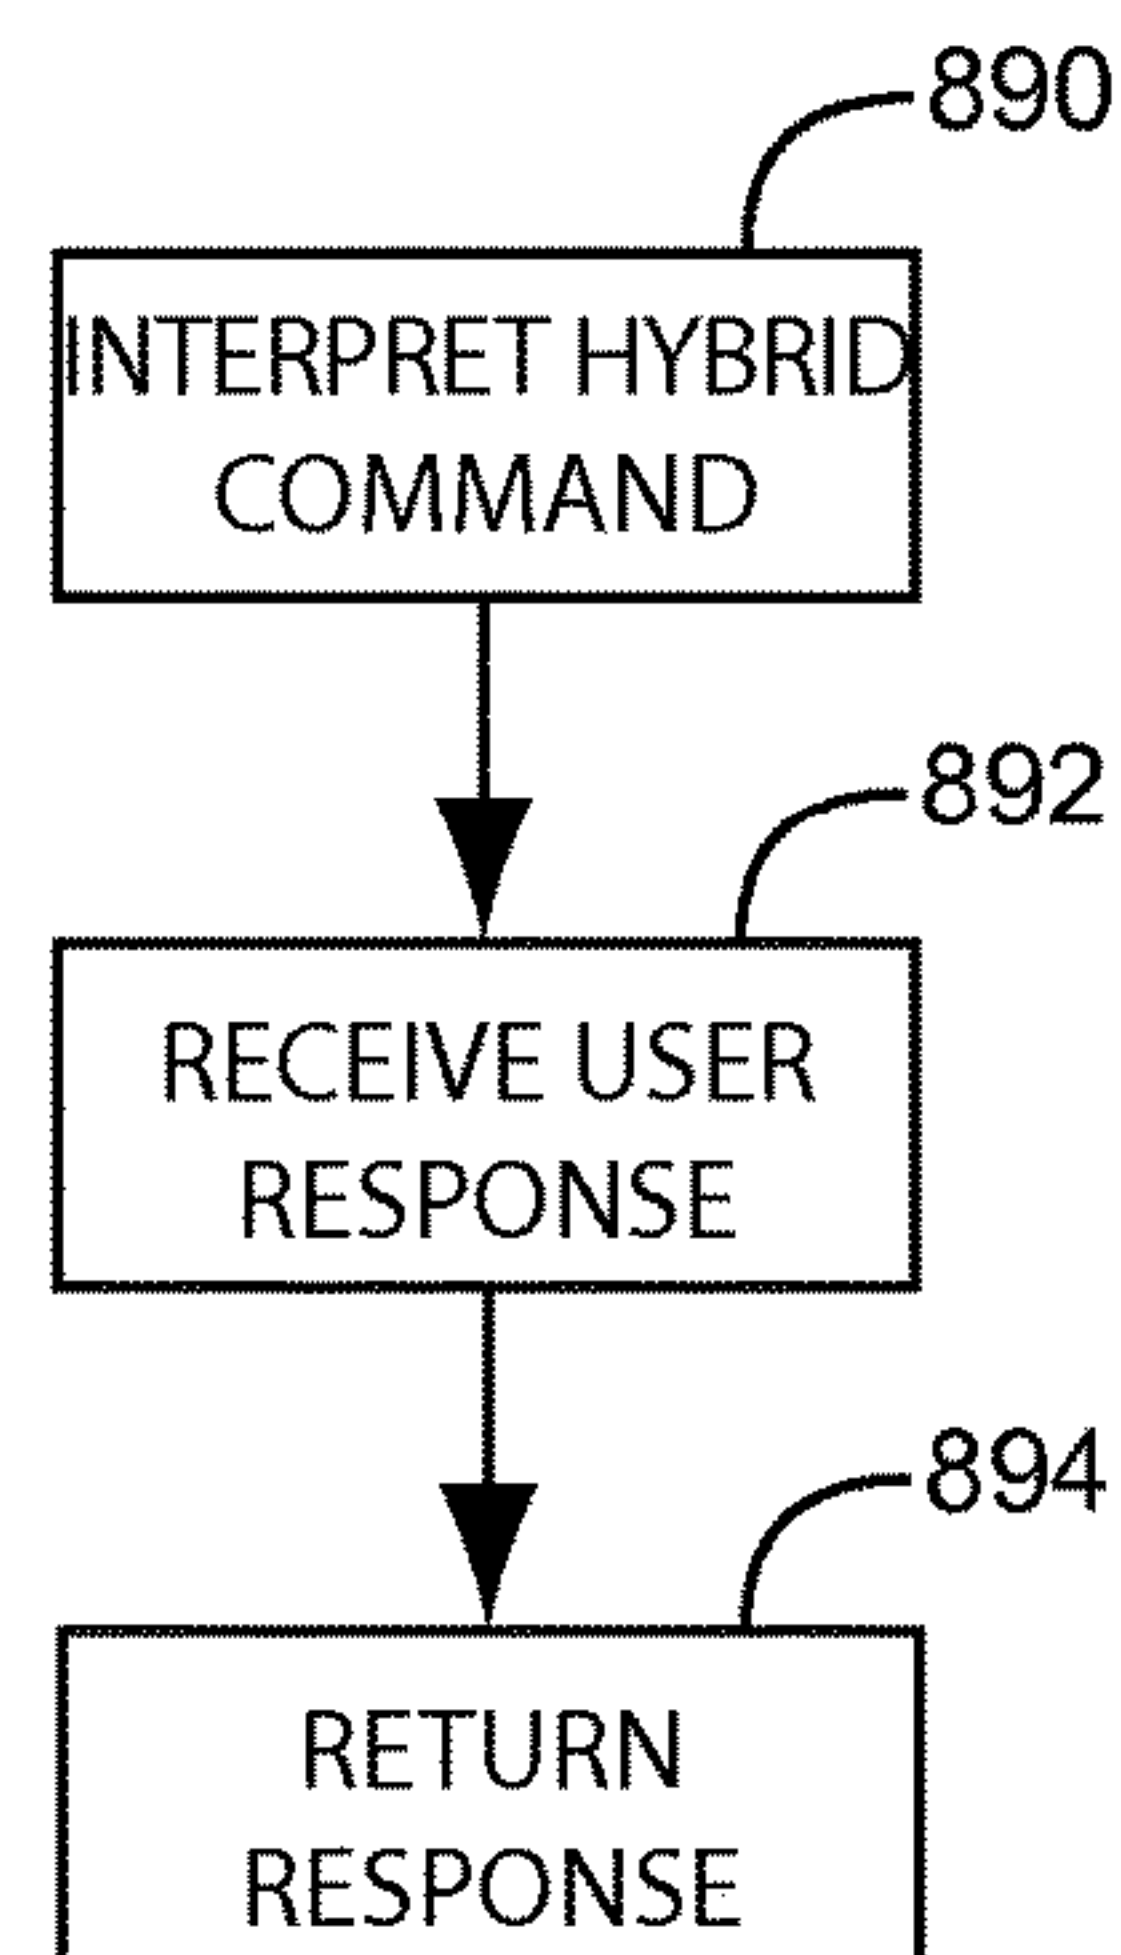 890
INTERPRET HYBRID
COMMAND
892
RECEIVE USER
RESPONSE
894
RETURN
RESPONSE